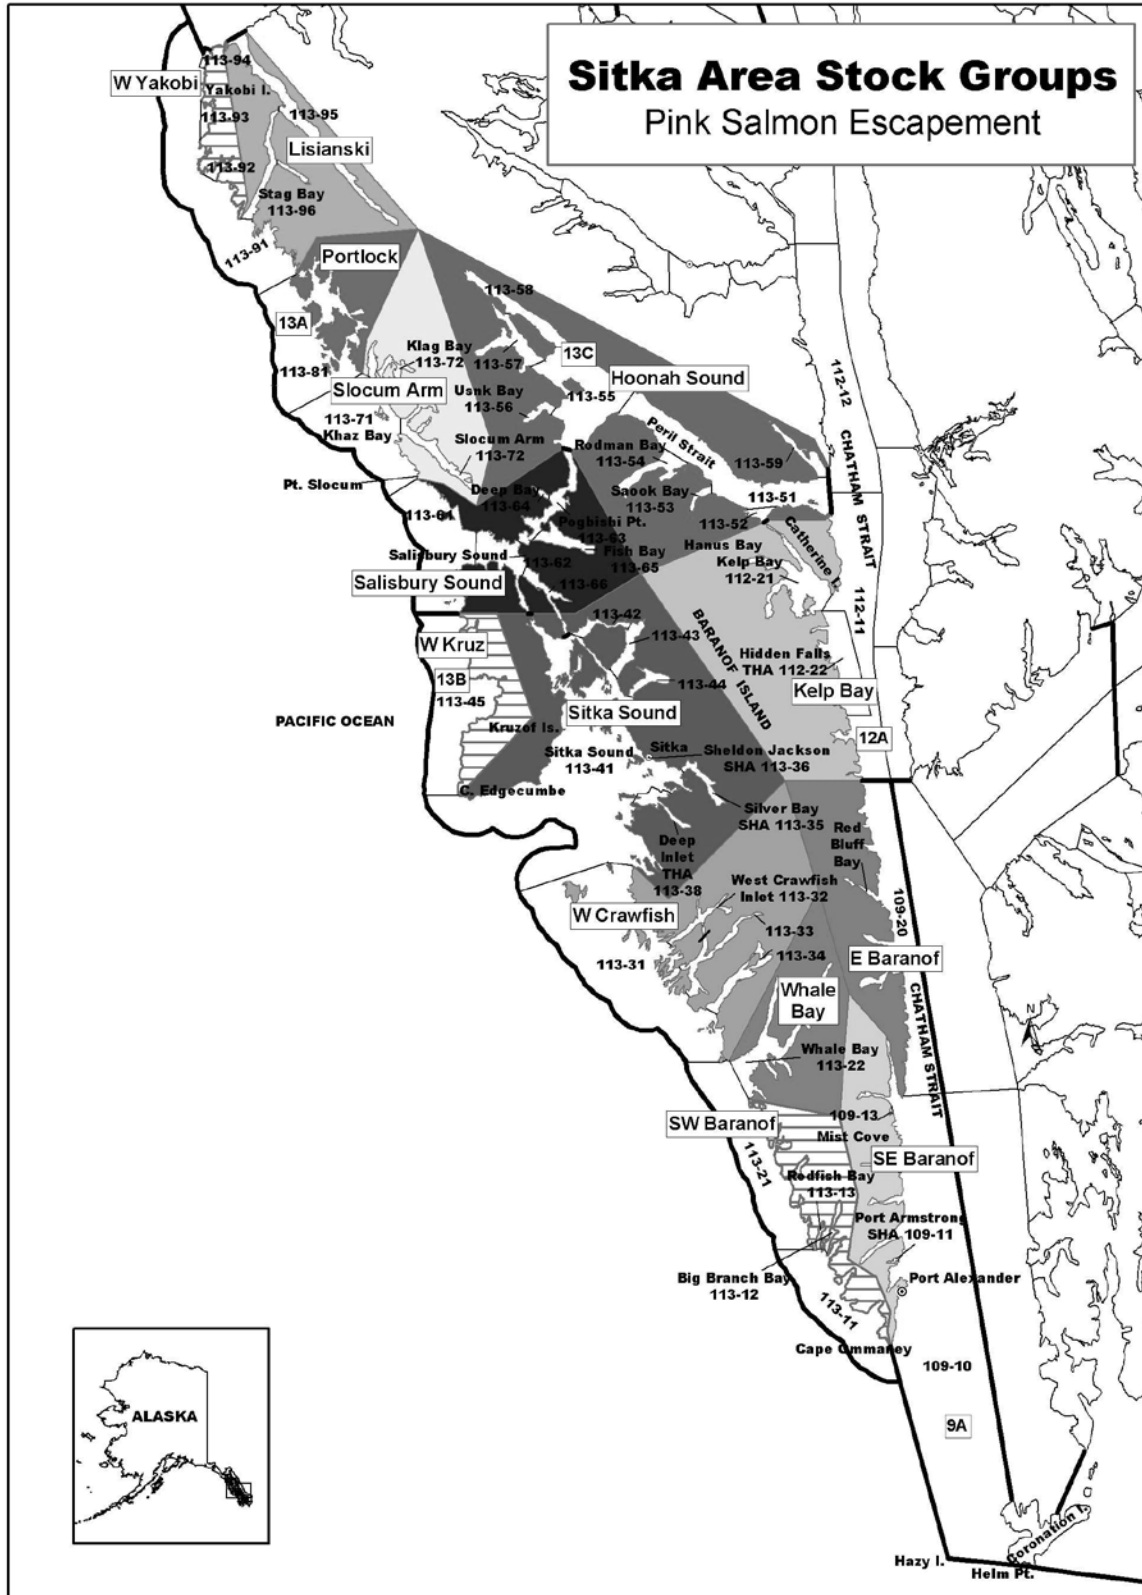 Sitka Area Stock Groups
Pink Salmon Escapement
113-94
W Yakobi
Yakobi I.
113-93
113-95
Lisianski
113-92
Stag Bay
113-96
113-91
Portlock
113-58
13A
Klag Bay
113-72
113-57
13C
113-81
Slocum Arm
Hoonah Sound
Usnk Bay
113-56
113-55
113-71
Khaz Bay
Slocum Arm
113-72
Peril Strait
Rodman Bay
113-54
113-59
112-12
CHATHAM STRAIT
Pt. Slocum
Deep Bay
113-64
Saook Bay
113-53
113-51
113-61
Pogbishi Pt.
113-63
113-52
Catherine I.
Salisbury Sound
113-62
Fish Bay
113-65
Hanus Bay
Kelp Bay
112-21
Salisbury Sound
113-66
112-11
113-42
113-43
W Kruz
BARANOF ISLAND
Hidden Falls
THA 112-22
13B
113-45
113-44
Kelp Bay
PACIFIC OCEAN
Sitka Sound
Kruzof Is.
12A
Sitka Sound
113-41
Sitka
Sheldon Jackson
SHA 113-36
C. Edgecumbe
Silver Bay
SHA 113-35
Red
Bluff
Bay
Deep
Inlet
THA
113-38
West Crawfish
Inlet 113-32
109-20
W Crawfish
113-33
113-34
113-31
E Baranof
Whale
Bay
CHATHAM STRAIT
N
Whale Bay
113-22
SW Baranof
109-13
Mist Cove
113-21
SE Baranof
Redfish Bay
113-13
Port Armstrong
SHA 109-11
Big Branch Bay
113-12
Port Alexander
113-11
Cape Ommaney
109-10
ALASKA
9A
Coronation I.
Hazy I.
Helm Pt.